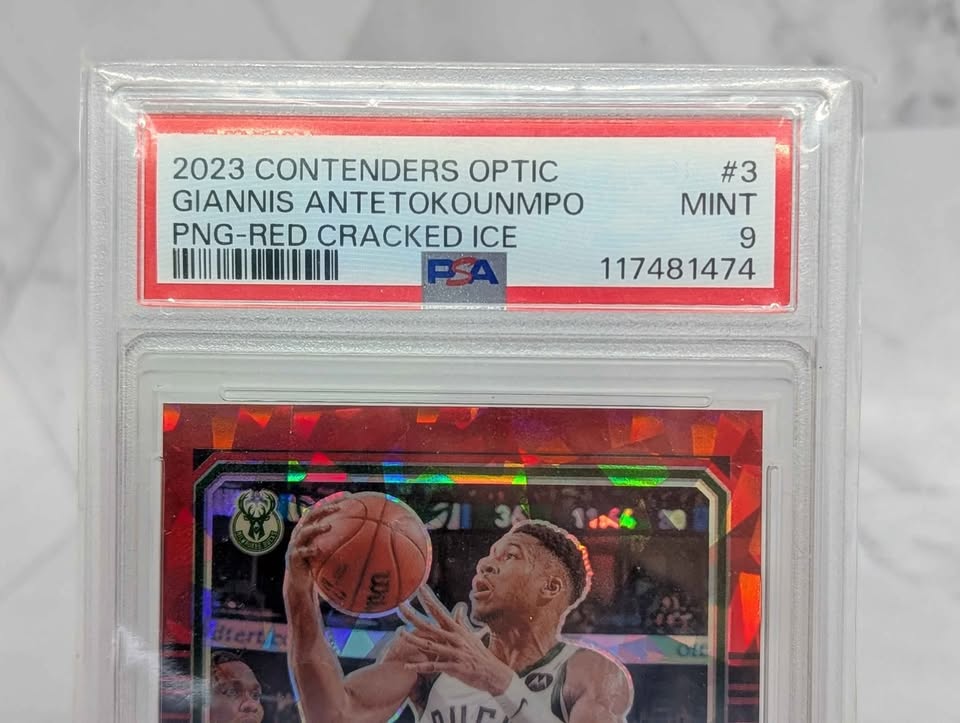 2023 CONTENDERS OPTIC #3
GIANNIS ANTETOKOUNMPO MINT
PNG-RED CRACKED ICE 9
PSA 117481474